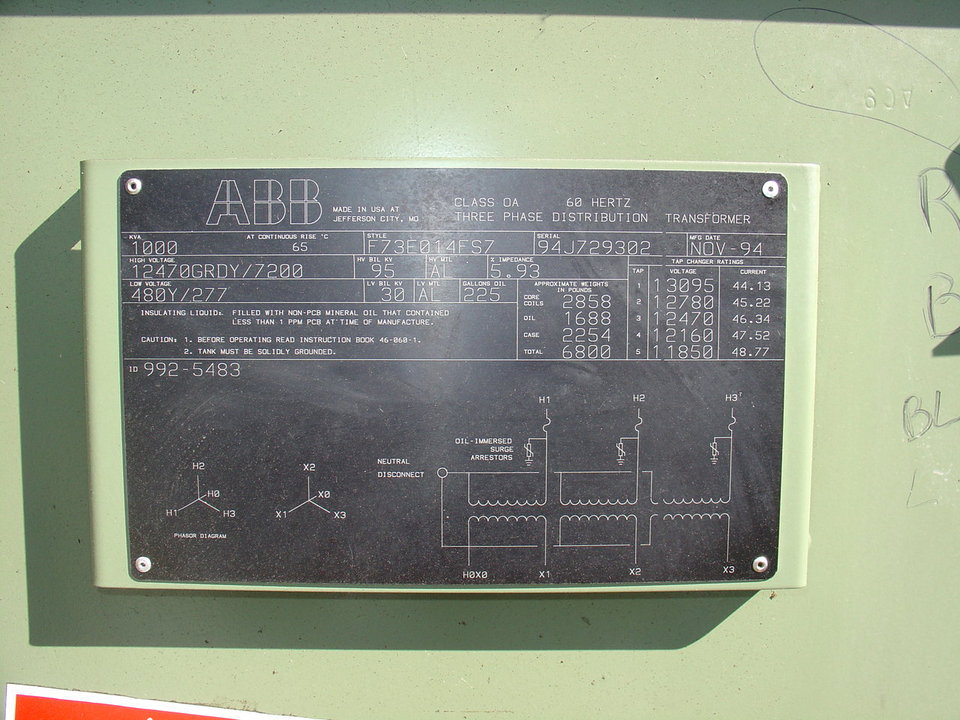 ABB
MADE IN USA AT
JEFFERSON CITY, MO
CLASS OA 60 HERTZ
THREE PHASE DISTRIBUTION TRANSFORMER
KVA
1000
AT CONTINUOUS RISE °C
65
STYLE
F73E014FS7
SERIAL
94J729302
MFG DATE
NOV-94
HIGH VOLTAGE
12470GRDY/7200
HV BIL KV
95
HV MTL
AL
% IMPEDANCE
5.93
LOW VOLTAGE
480Y/277
LV BIL KV
30
LV MTL
AL
GALLONS OIL
225
APPROXIMATE WEIGHTS
IN POUNDS
CORE
COILS 2858
OIL 1688
CASE 2254
TOTAL 6800
TAP CHANGER RATINGS
TAP VOLTAGE CURRENT
1 13095 44.13
2 12780 45.22
3 12470 46.34
4 12160 47.52
5 11850 48.77
INSULATING LIQUID: FILLED WITH NON-PCB MINERAL OIL THAT CONTAINED
LESS THAN 1 PPM PCB AT TIME OF MANUFACTURE.
CAUTION: 1. BEFORE OPERATING READ INSTRUCTION BOOK 46-060-1.
2. TANK MUST BE SOLIDLY GROUNDED.
ID 992-5483
H1 H2 H3
OIL-IMMERSED
SURGE
ARRESTORS
NEUTRAL
DISCONNECT
H2
H0
H1 H3
PHASOR DIAGRAM
X2
X0
X1 X3
H0X0 X1 X2 X3
R
B
BL